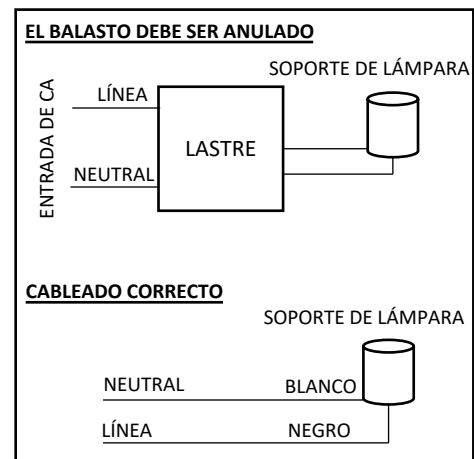 EL BALASTO DEBE SER ANULADO
SOPORTE DE LÁMPARA
ENTRADA DE CA
LÍNEA
LASTRE
NEUTRAL
CABLEADO CORRECTO
SOPORTE DE LÁMPARA
NEUTRAL BLANCO
LÍNEA NEGRO